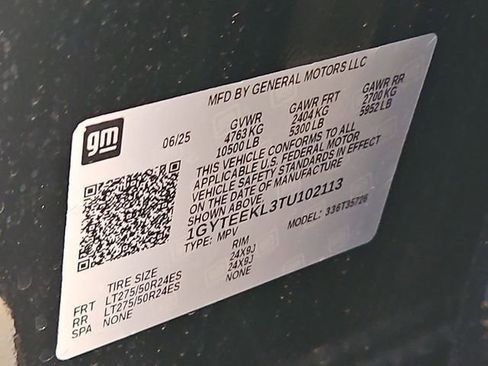 MFD BY GENERAL MOTORS LLC
gm
06/25
GVWR GAWR FRT GAWR RR
4763 KG 2404 KG 2700 KG
10500 LB 5300 LB 5952 LB
THIS VEHICLE CONFORMS TO ALL
APPLICABLE U.S. FEDERAL MOTOR
VEHICLE SAFETY STANDARDS IN EFFECT
ON THE DATE OF MANUFACTURE
SHOWN ABOVE.
1GYTEEKL3TU102113
TYPE: MPV MODEL: 336T35726
TIRE SIZE RIM
FRT LT275/50R24ES 24X9J
RR LT275/50R24ES 24X9J
SPA NONE NONE